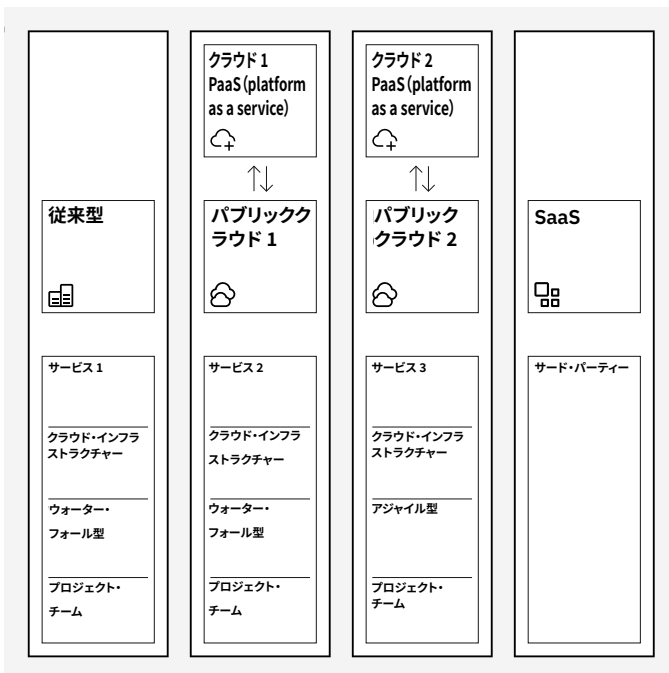 従来型
サービス 1
クラウド・インフラ
ストラクチャー
ウォーター・
フォール型
プロジェクト・
チーム
クラウド 1
PaaS（platform
as a service）
パブリックク
ラウド 1
サービス 2
クラウド・インフラ
ストラクチャー
ウォーター・
フォール型
プロジェクト・
チーム
クラウド 2
PaaS（platform
as a service）
パブリック
クラウド 2
サービス 3
クラウド・インフラ
ストラクチャー
アジャイル型
プロジェクト・
チーム
SaaS
サード・パーティー